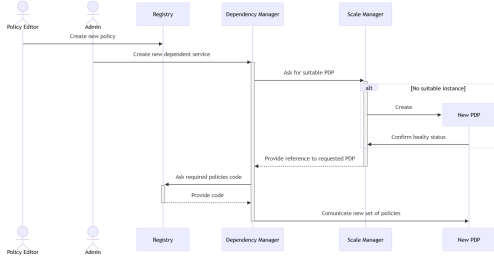 Policy Editor
Admin
Registry
Dependency Manager
Scale Manager
Create new policy
Create new dependent service
Ask for suitable PDP
alt
[No suitable instance]
Create
New PDP
Confirm healty status
Provide reference to requested PDP
Ask required policies code
Provide code
Comunicate new set of policies
Policy Editor
Admin
Registry
Dependency Manager
Scale Manager
New PDP